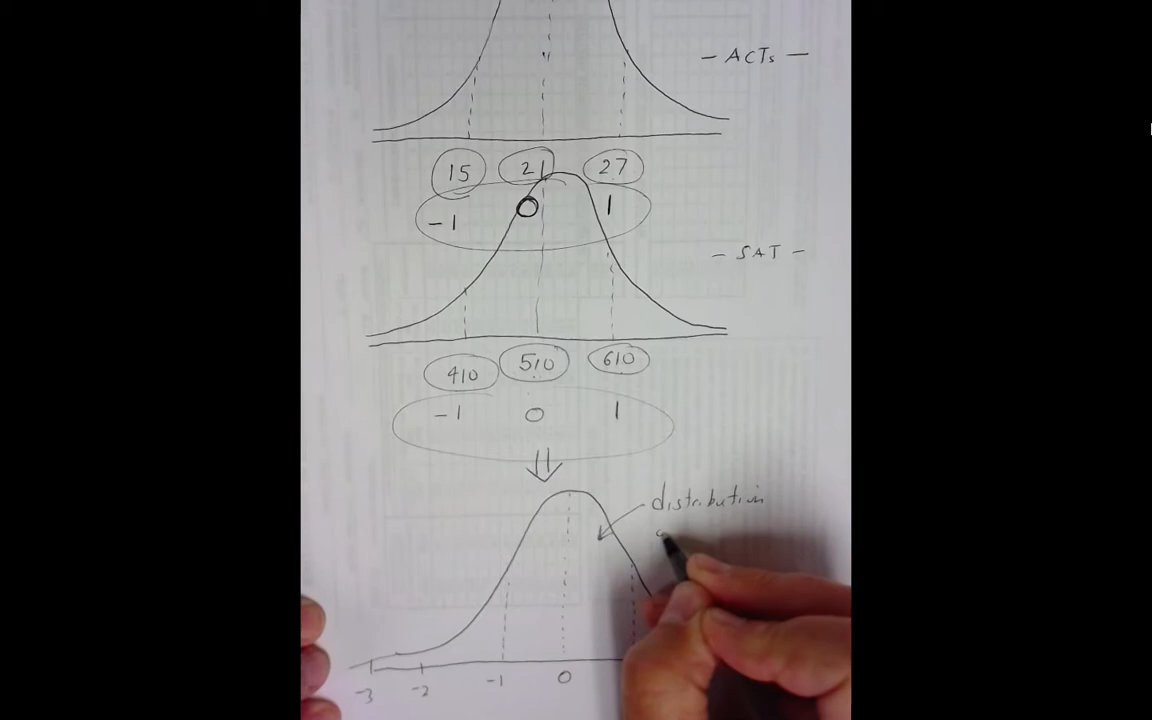 - ACTs -
15 21 27
-1 0 1
- SAT -
410 510 610
-1 0 1
distribution
-3 -2 -1 0